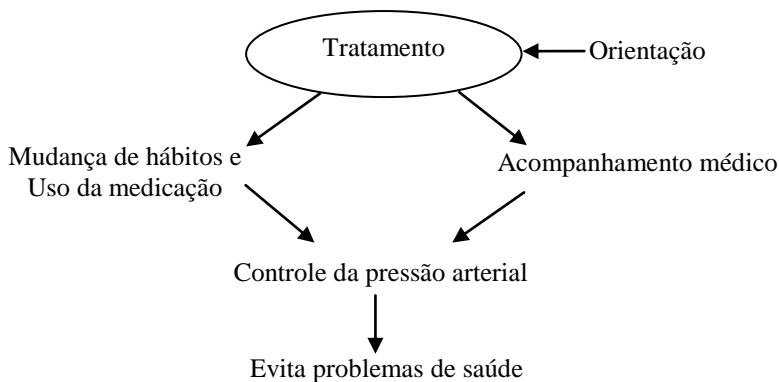 Tratamento
Orientação
Mudança de hábitos e
Uso da medicação
Acompanhamento médico
Controle da pressão arterial
Evita problemas de saúde